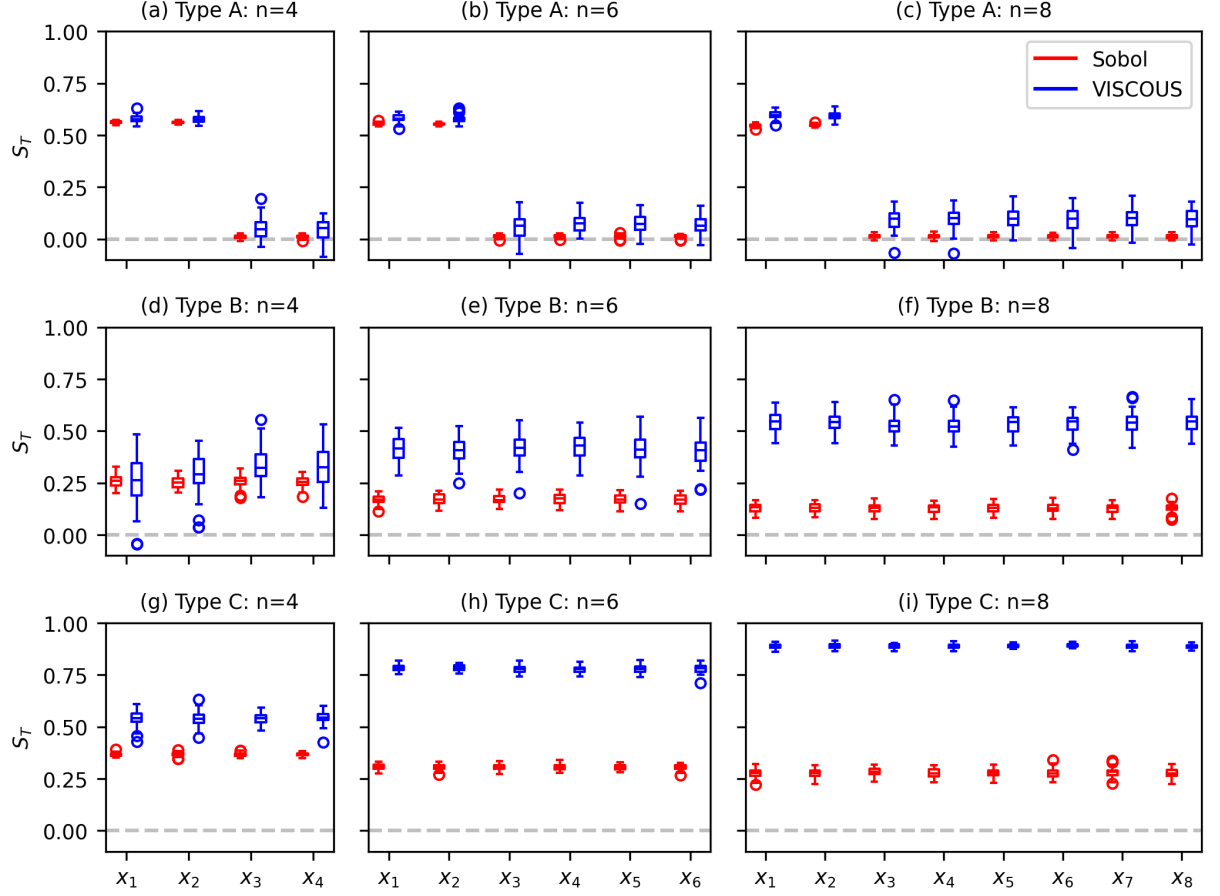 (a) Type A: n=4 (b) Type A: n=6 (c) Type A: n=8
1.00
0.75
0.50
0.25
0.00
S_T
Sobol
VISCOUS
(d) Type B: n=4 (e) Type B: n=6 (f) Type B: n=8
1.00
0.75
0.50
0.25
0.00
S_T
(g) Type C: n=4 (h) Type C: n=6 (i) Type C: n=8
1.00
0.75
0.50
0.25
0.00
S_T
x_1 x_2 x_3 x_4 x_1 x_2 x_3 x_4 x_5 x_6 x_1 x_2 x_3 x_4 x_5 x_6 x_7 x_8